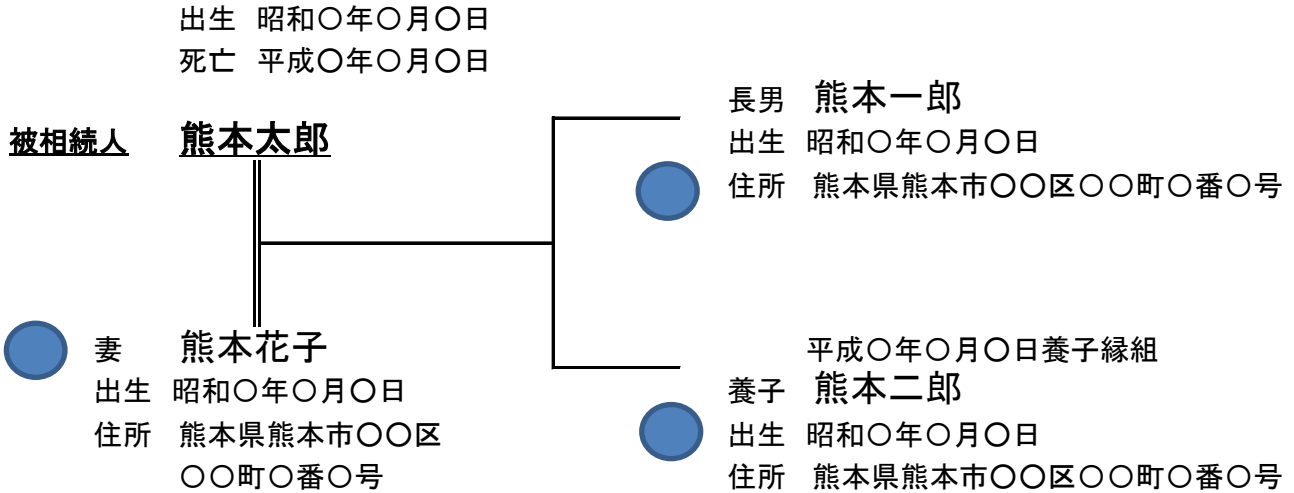 出生 昭和〇年〇月〇日
死亡 平成〇年〇月〇日
被相続人 熊本太郎
長男 熊本一郎
出生 昭和〇年〇月〇日
住所 熊本県熊本市〇〇区〇〇町〇番〇号
妻 熊本花子
出生 昭和〇年〇月〇日
住所 熊本県熊本市〇〇区
〇〇町〇番〇号
平成〇年〇月〇日養子縁組
養子 熊本二郎
出生 昭和〇年〇月〇日
住所 熊本県熊本市〇〇区〇〇町〇番〇号